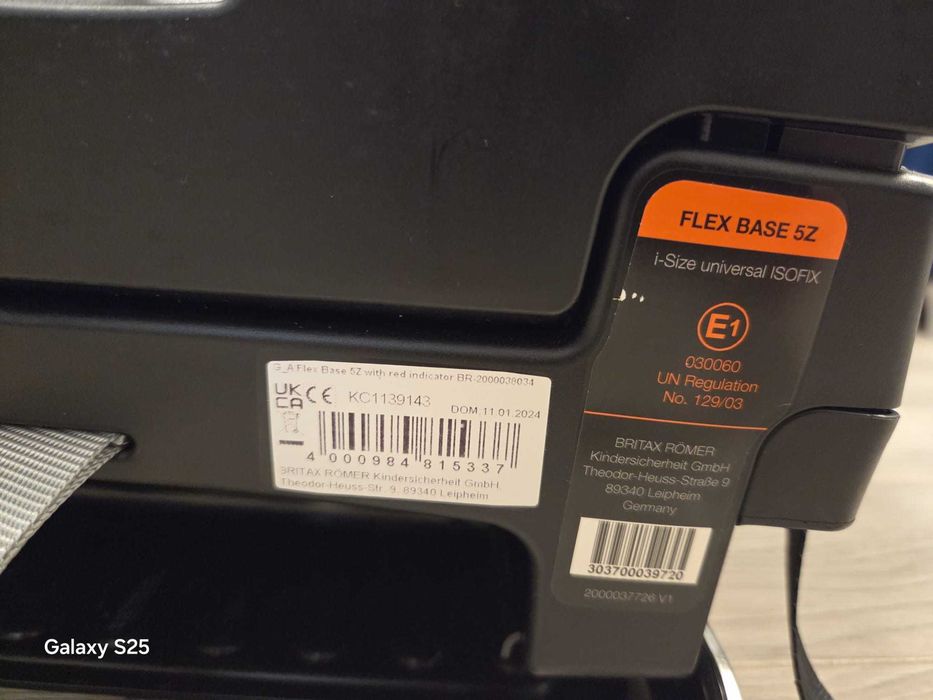 FLEX BASE 5Z
i-Size universal ISOFIX
E1
030060
UN Regulation
No. 129/03
BRITAX RÖMER
Kindersicherheit GmbH
Theodor-Heuss-Straße 9
89340 Leipheim
Germany
303700039720
2000037726 V1
G_A Flex Base 5Z with red indicator BR-2000038034
UK
CA CE KC1139143
DOM 11.01.2024
4 000984 815337
BRITAX RÖMER Kindersicherheit GmbH,
Theodor-Heuss-Str. 9, 89340 Leipheim
Galaxy S25